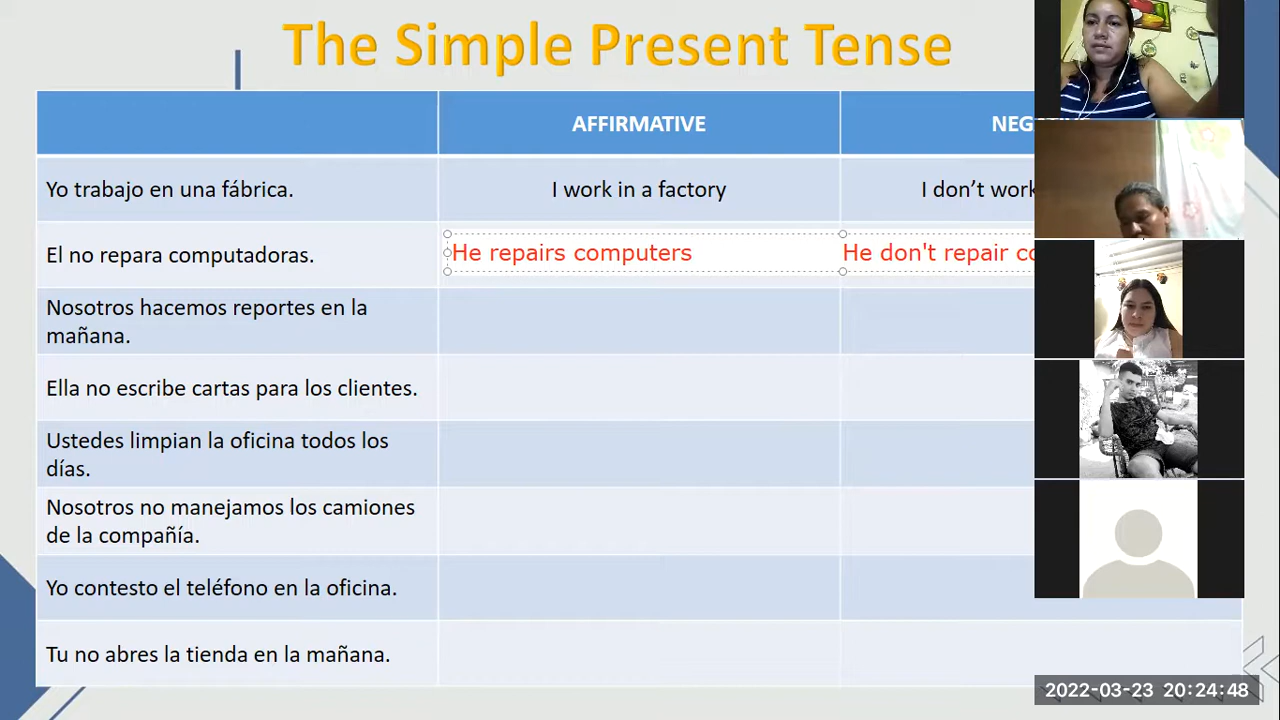 The Simple Present Tense
AFFIRMATIVE
Yo trabajo en una fábrica.
I work in a factory
I don't work
El no repara computadoras.
He repairs computers
He don't repair
Nosotros hacemos reportes en la
mañana.
Ella no escribe cartas para los clientes.
Ustedes limpian la oficina todos los
días.
Nosotros no manejamos los camiones
de la compañía.
Yo contesto el teléfono en la oficina.
Tu no abres la tienda en la mañana.
2022-03-23 20:24:48